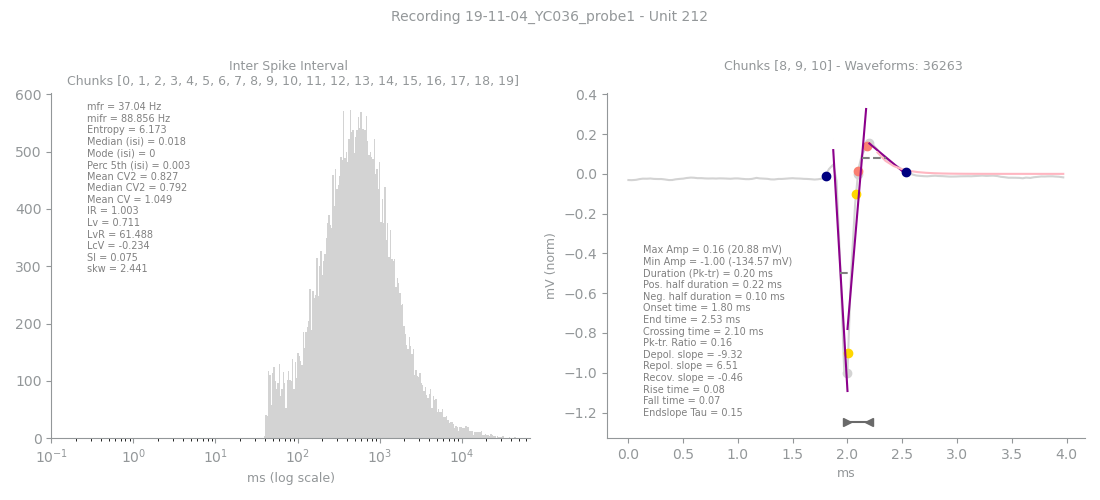 Recording 19-11-04_YC036_probe1 - Unit 212
Inter Spike Interval
Chunks [0, 1, 2, 3, 4, 5, 6, 7, 8, 9, 10, 11, 12, 13, 14, 15, 16, 17, 18, 19]
600
500
400
300
200
100
0
mfr = 37.04 Hz
mifr = 88.856 Hz
Entropy = 6.173
Median (isi) = 0.018
Mode (isi) = 0
Perc 5th (isi) = 0.003
Mean CV2 = 0.827
Median CV2 = 0.792
Mean CV = 1.049
IR = 1.003
Lv = 0.711
LvR = 61.488
LcV = -0.234
SI = 0.075
skw = 2.441
10⁻¹ 10⁰ 10¹ 10² 10³ 10⁴
ms (log scale)
Chunks [8, 9, 10] - Waveforms: 36263
mV (norm)
0.4
0.2
0.0
−0.2
−0.4
−0.6
−0.8
−1.0
−1.2
Max Amp = 0.16 (20.88 mV)
Min Amp = -1.00 (-134.57 mV)
Duration (Pk-tr) = 0.20 ms
Pos. half duration = 0.22 ms
Neg. half duration = 0.10 ms
Onset time = 1.80 ms
End time = 2.53 ms
Crossing time = 2.10 ms
Pk-tr. Ratio = 0.16
Depol. slope = -9.32
Repol. slope = 6.51
Recov. slope = -0.46
Rise time = 0.08
Fall time = 0.07
Endslope Tau = 0.15
0.0 0.5 1.0 1.5 2.0 2.5 3.0 3.5 4.0
ms